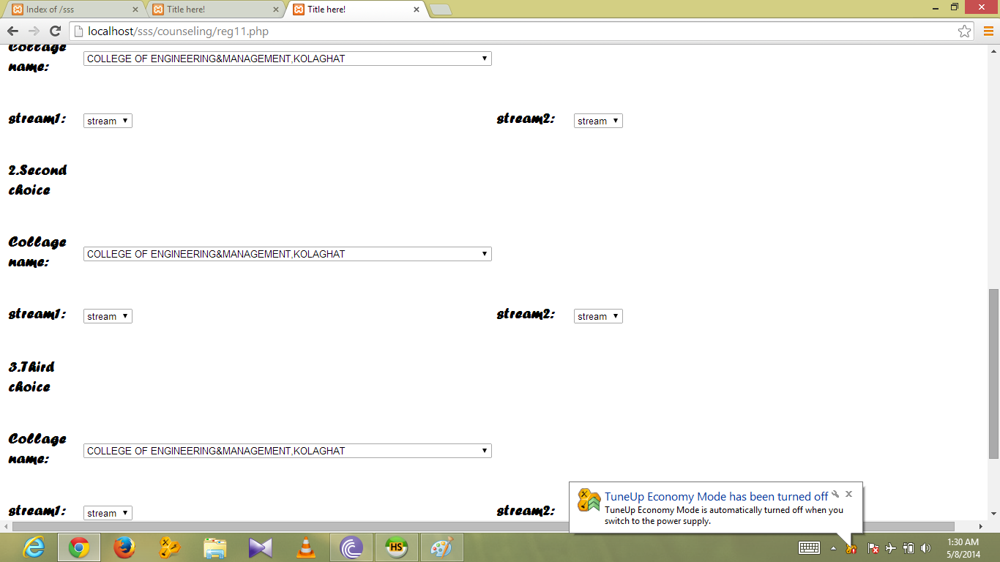 Index of /sss
Title here!
Title here!
localhost/sss/counseling/reg11.php
Collage
name:
COLLEGE OF ENGINEERING&MANAGEMENT,KOLAGHAT
stream1:
stream
stream2:
stream
2.Second
choice
Collage
name:
COLLEGE OF ENGINEERING&MANAGEMENT,KOLAGHAT
stream1:
stream
stream2:
stream
3.Third
choice
Collage
name:
COLLEGE OF ENGINEERING&MANAGEMENT,KOLAGHAT
stream1:
stream
stream2:
TuneUp Economy Mode has been turned off
TuneUp Economy Mode is automatically turned off when you
switch to the power supply.
HS
1:30 AM
5/8/2014